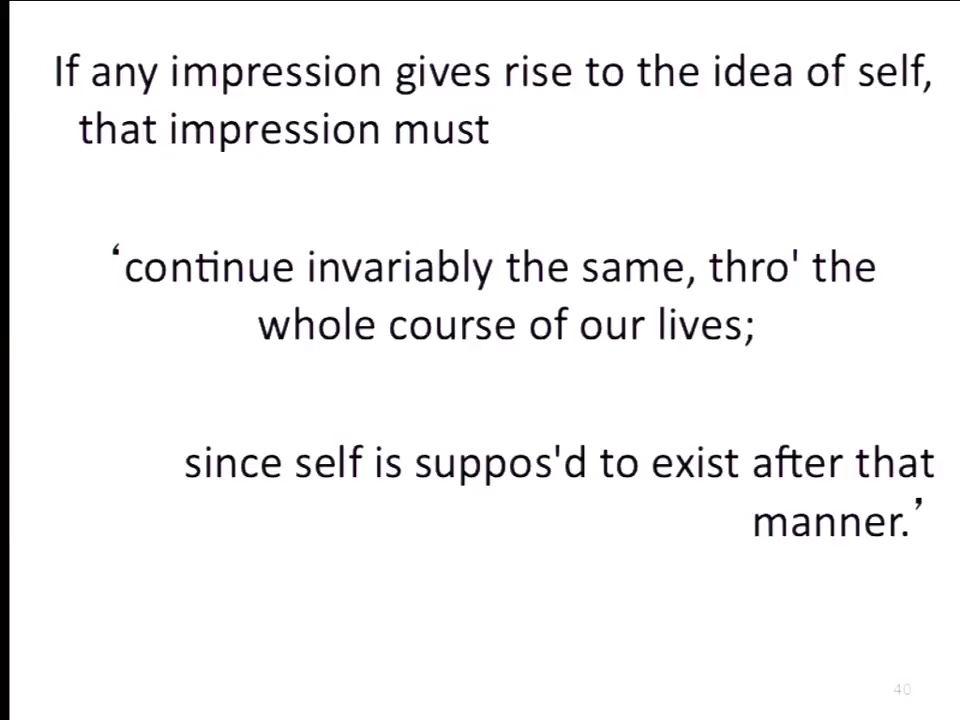 If any impression gives rise to the idea of self,
that impression must
‘continue invariably the same, thro' the
whole course of our lives;
since self is suppos'd to exist after that
manner.’
40